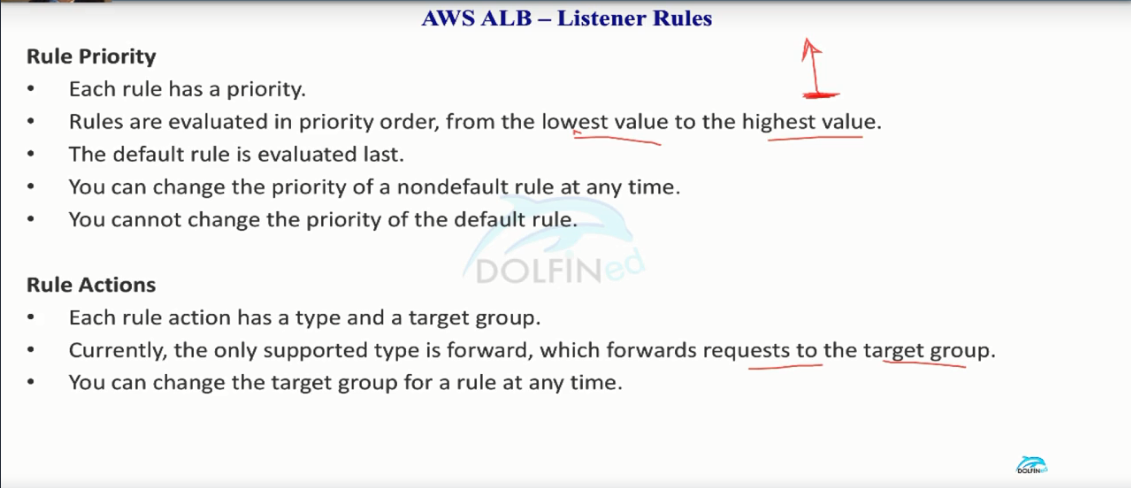 AWS ALB – Listener Rules
Rule Priority
• Each rule has a priority.
• Rules are evaluated in priority order, from the lowest value to the highest value.
• The default rule is evaluated last.
• You can change the priority of a nondefault rule at any time.
• You cannot change the priority of the default rule.
DOLFINed
Rule Actions
• Each rule action has a type and a target group.
• Currently, the only supported type is forward, which forwards requests to the target group.
• You can change the target group for a rule at any time.
DOLFINed